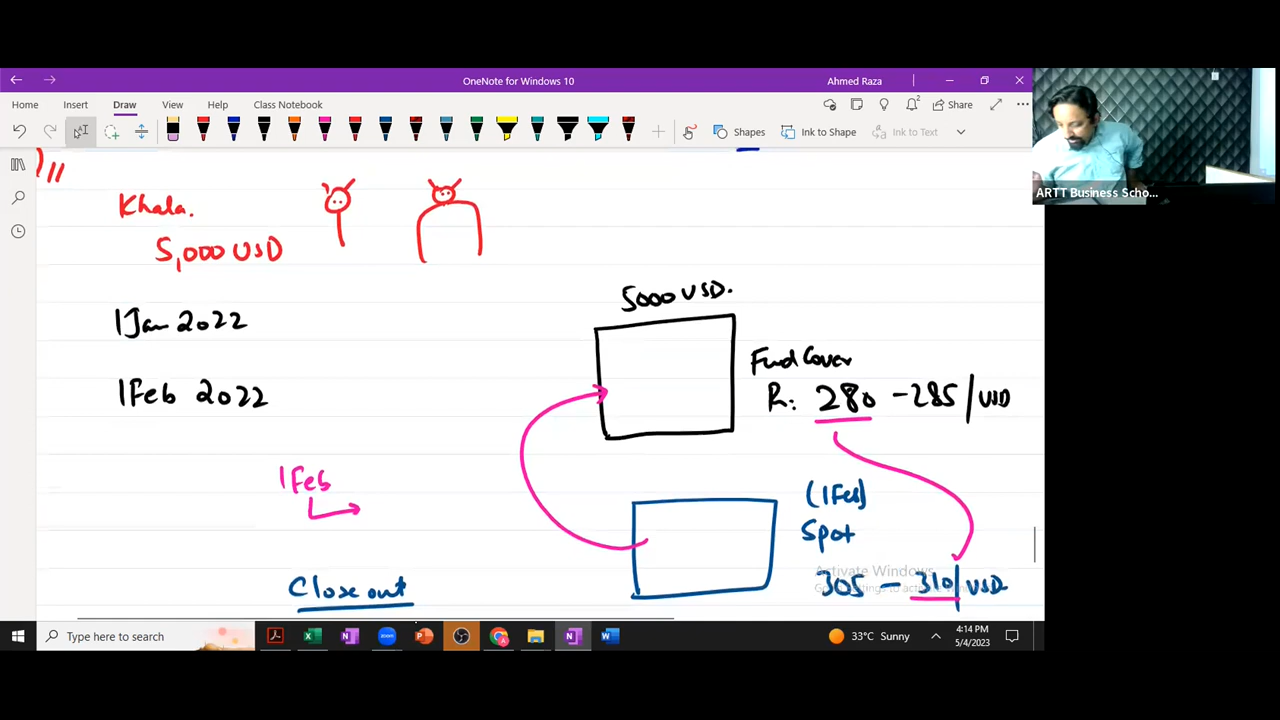 OneNote for Windows 10
Ahmed Raza
Home Insert Draw View Help Class Notebook
Share
Shapes Ink to Shape Ink to Text
ARTT Business Scho...
Khala.
5,000 USD
5000 USD.
1 Jan 2022
Fwd Cover
1 Feb 2022
R: 280 - 285/USD
1 Feb
(1 Feb)
Spot
Activate Windows
305 - 310/USD
Close out
Type here to search
33°C Sunny
4:14 PM
5/4/2023